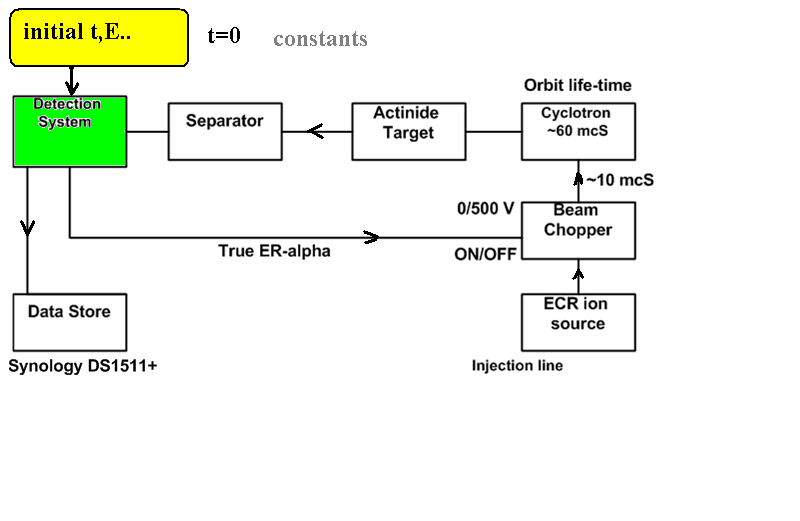 initial t,E..
t=0
constants
Orbit life-time
Detection
System
Separator
Actinide
Target
Cyclotron
~60 mcS
~10 mcS
0/500 V
Beam
Chopper
True ER-alpha
ON/OFF
Data Store
ECR ion
source
Synology DS1511+
Injection line